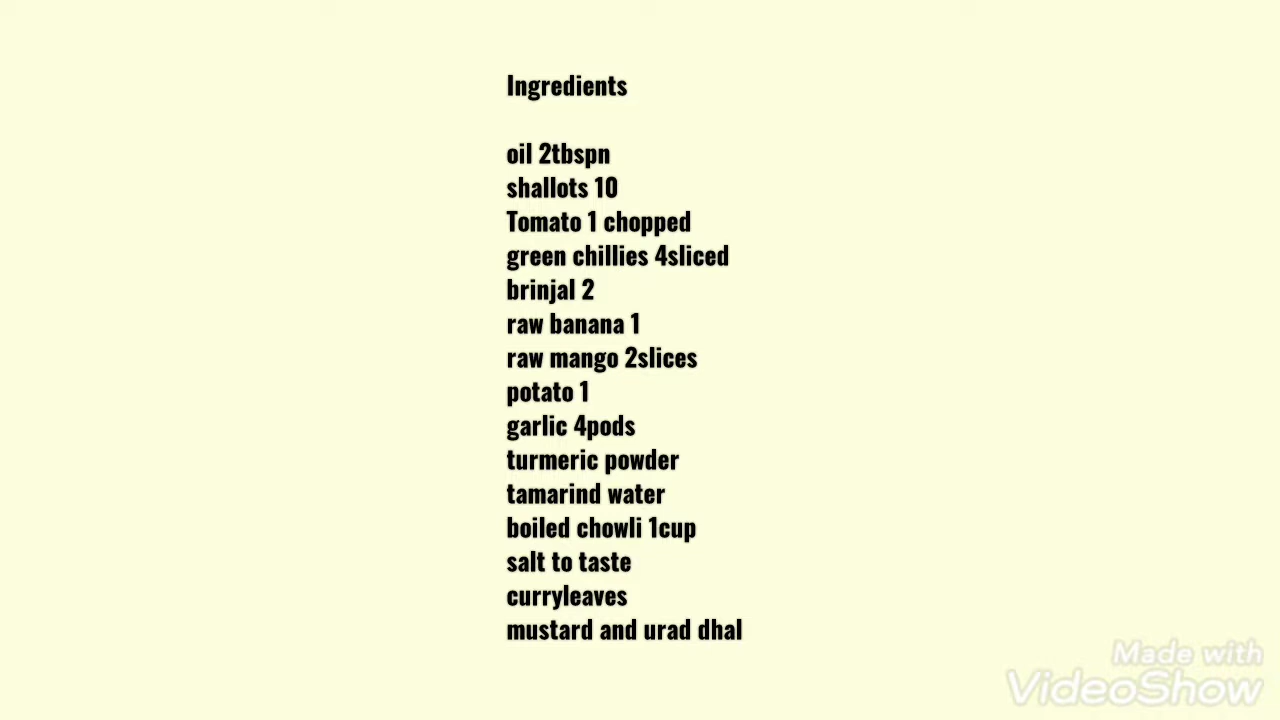 Ingredients
oil 2tbspn
shallots 10
Tomato 1 chopped
green chillies 4sliced
brinjal 2
raw banana 1
raw mango 2slices
potato 1
garlic 4pods
turmeric powder
tamarind water
boiled chowli 1cup
salt to taste
curryleaves
mustard and urad dhal
Made with
VideoShow